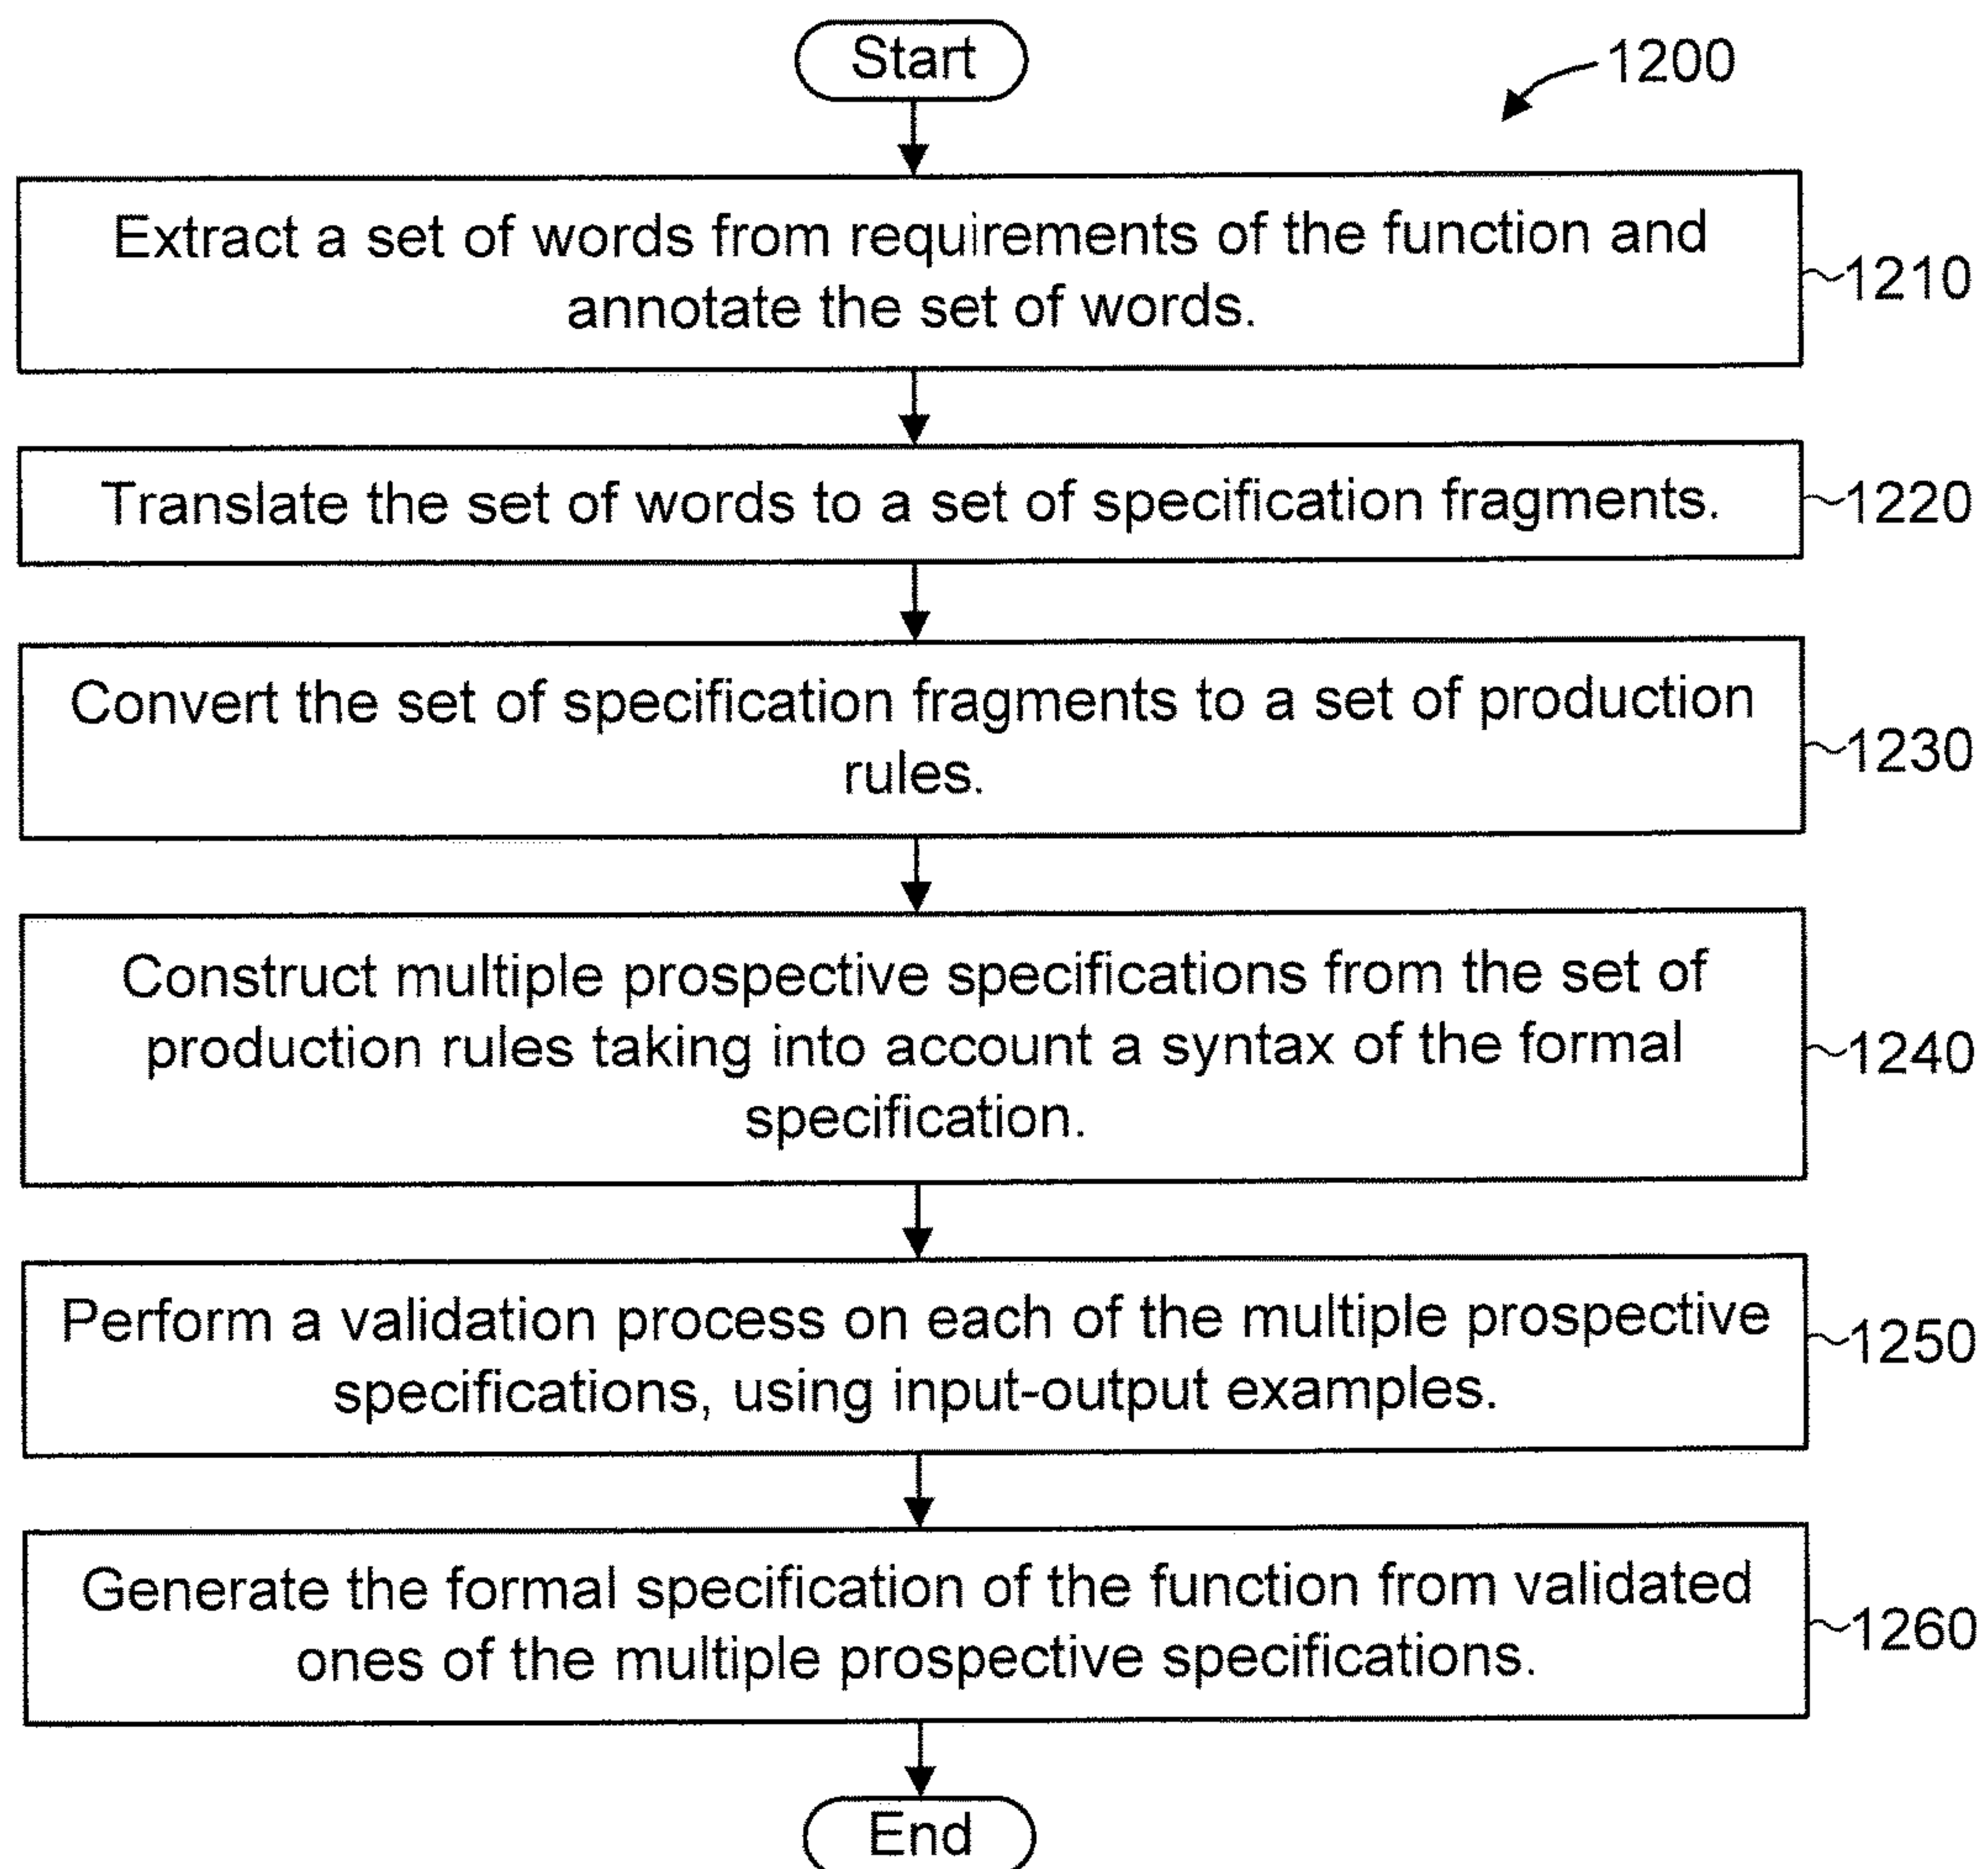 Start
1200
Extract a set of words from requirements of the function and
annotate the set of words.
1210
Translate the set of words to a set of specification fragments.
1220
Convert the set of specification fragments to a set of production
rules.
1230
Construct multiple prospective specifications from the set of
production rules taking into account a syntax of the formal
specification.
1240
Perform a validation process on each of the multiple prospective
specifications, using input-output examples.
1250
Generate the formal specification of the function from validated
ones of the multiple prospective specifications.
1260
End